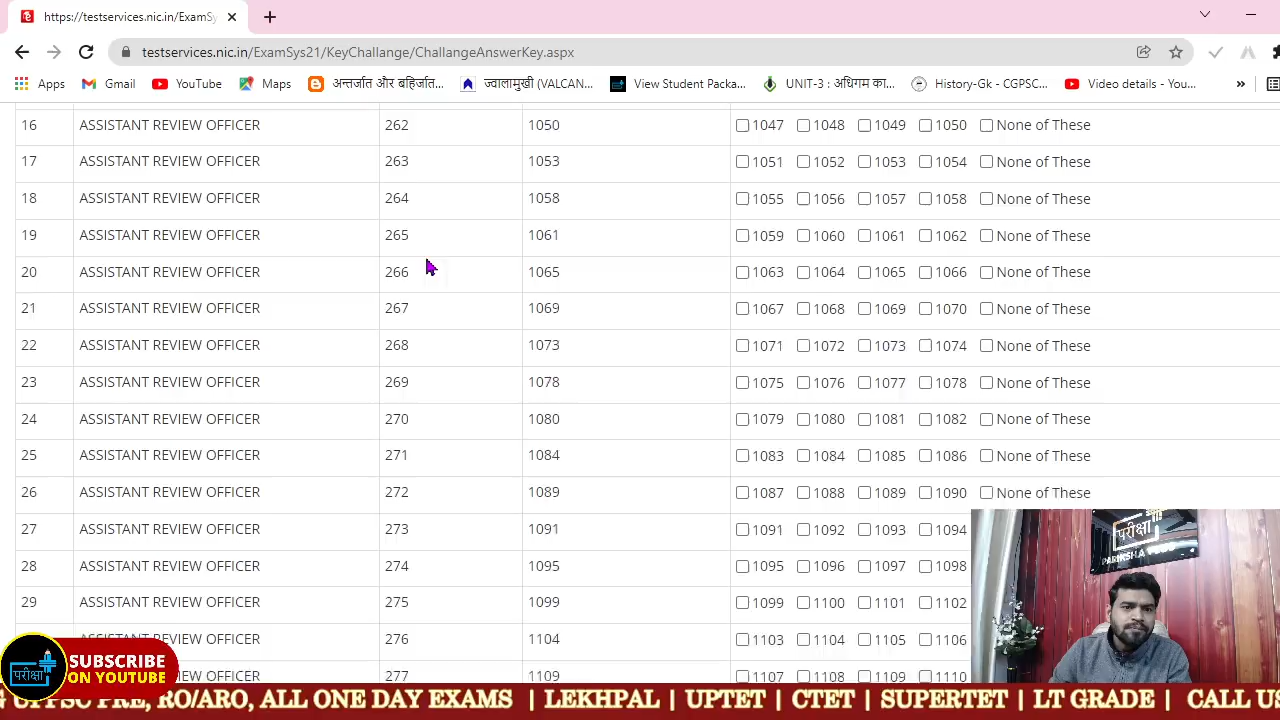 https://testservices.nic.in/ExamSy
testservices.nic.in/ExamSys21/KeyChallange/ChallangeAnswerKey.aspx
Apps Gmail YouTube Maps अन्तर्जात और बहिर्जात... ज्वालामुखी (VALCAN... View Student Packa... UNIT-3 : अधिगम का... History-Gk - CGPSC... Video details - You... »
16 ASSISTANT REVIEW OFFICER 262 1050 1047 1048 1049 1050 None of These
17 ASSISTANT REVIEW OFFICER 263 1053 1051 1052 1053 1054 None of These
18 ASSISTANT REVIEW OFFICER 264 1058 1055 1056 1057 1058 None of These
19 ASSISTANT REVIEW OFFICER 265 1061 1059 1060 1061 1062 None of These
20 ASSISTANT REVIEW OFFICER 266 1065 1063 1064 1065 1066 None of These
21 ASSISTANT REVIEW OFFICER 267 1069 1067 1068 1069 1070 None of These
22 ASSISTANT REVIEW OFFICER 268 1073 1071 1072 1073 1074 None of These
23 ASSISTANT REVIEW OFFICER 269 1078 1075 1076 1077 1078 None of These
24 ASSISTANT REVIEW OFFICER 270 1080 1079 1080 1081 1082 None of These
25 ASSISTANT REVIEW OFFICER 271 1084 1083 1084 1085 1086 None of These
26 ASSISTANT REVIEW OFFICER 272 1089 1087 1088 1089 1090 None of These
27 ASSISTANT REVIEW OFFICER 273 1091 1091 1092 1093 1094
28 ASSISTANT REVIEW OFFICER 274 1095 1095 1096 1097 1098
29 ASSISTANT REVIEW OFFICER 275 1099 1099 1100 1101 1102
REVIEW OFFICER 276 1104 1103 1104 1105 1106
REVIEW OFFICER 277 1109 1107 1108 1109 1110
परीक्षा
PARIKSHA
परीक्षा
SUBSCRIBE
ON YOUTUBE
UPPSC PRE, RO/ARO, ALL ONE DAY EXAMS | LEKHPAL | UPTET | CTET | SUPERTET | LT GRADE | CALL US